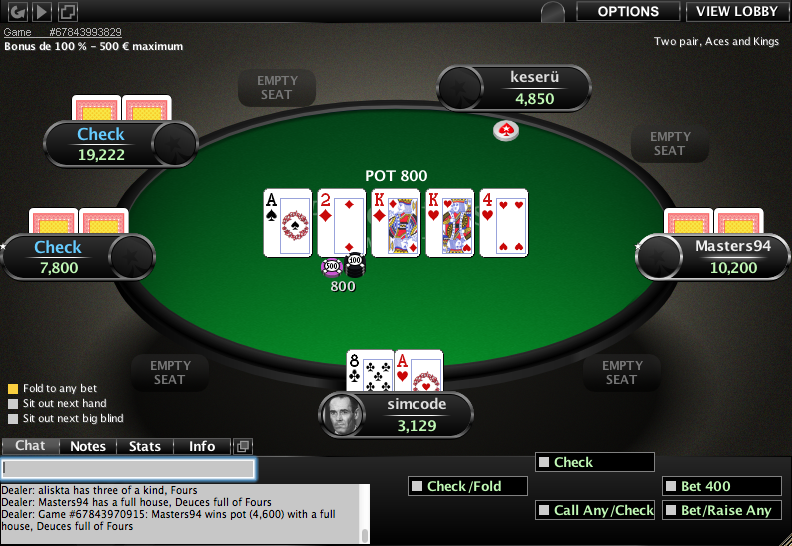 OPTIONS
VIEW LOBBY
Game #67843993829
Bonus de 100 % - 500 € maximum
Two pair, Aces and Kings
EMPTY
SEAT
keserü
4,850
Check
19,222
EMPTY
SEAT
POT 800
A
2
K
K
4
Check
7,800
Masters94
10,200
500
100
800
EMPTY
SEAT
8
A
EMPTY
SEAT
simcode
3,129
Fold to any bet
Sit out next hand
Sit out next big blind
Chat
Notes
Stats
Info
Dealer: aliskta has three of a kind, Fours
Dealer: Masters94 has a full house, Deuces full of Fours
Dealer: Game #67843970915: Masters94 wins pot (4,600) with a full
house, Deuces full of Fours
Check/Fold
Check
Call Any/Check
Bet 400
Bet/Raise Any